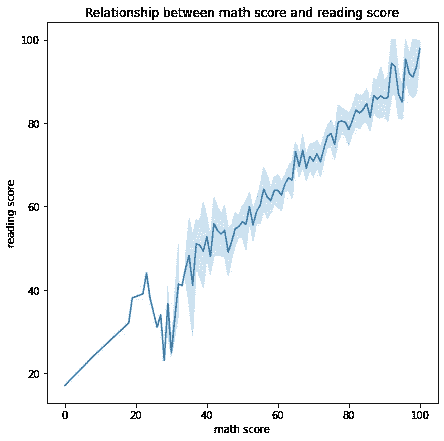 Relationship between math score and reading score
100
80
60
40
20
reading score
0 20 40 60 80 100
math score